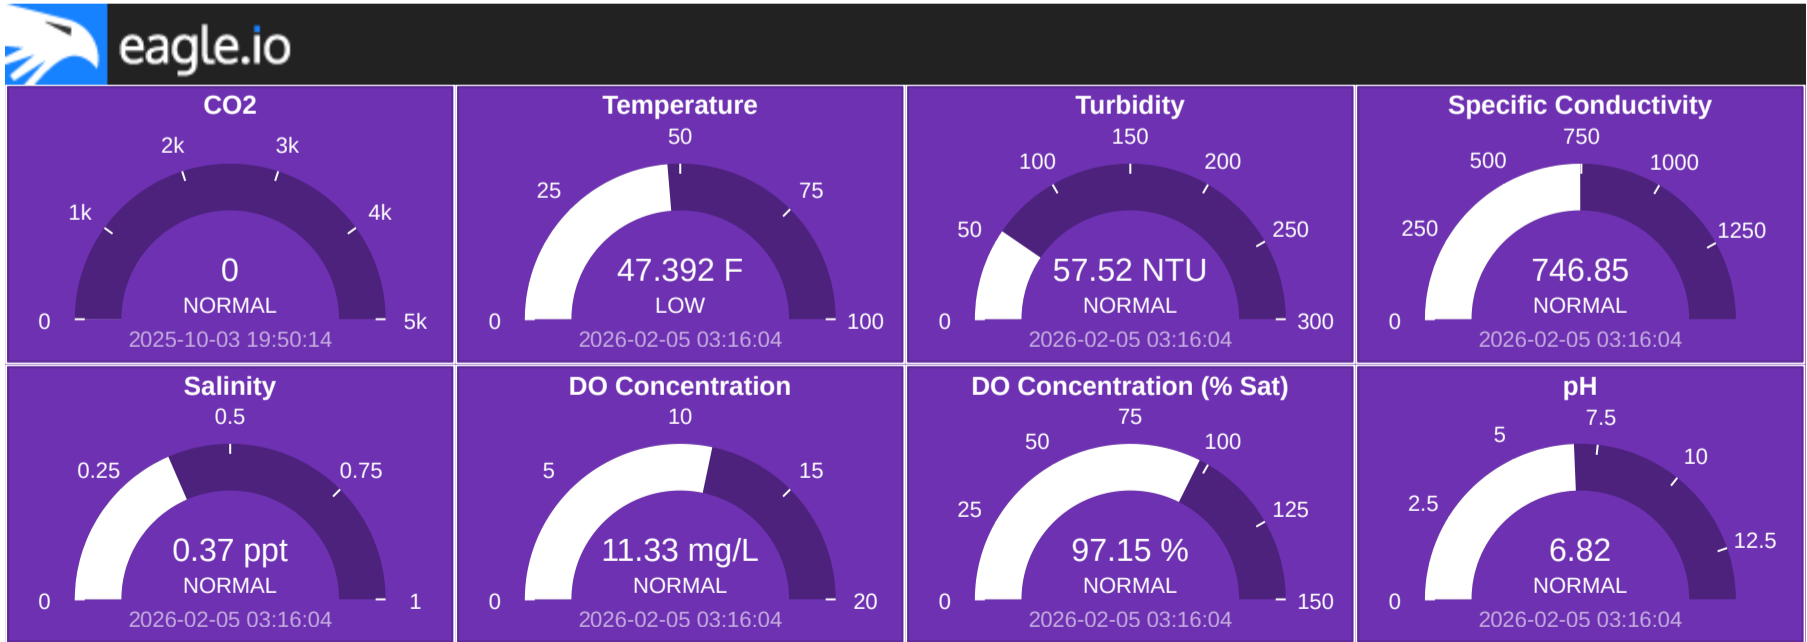 eagle.io
CO2
0
1k
2k
3k
4k
5k
0
NORMAL
2025-10-03 19:50:14
Temperature
0
25
50
75
100
47.392 F
LOW
2026-02-05 03:16:04
Turbidity
0
50
100
150
200
250
300
57.52 NTU
NORMAL
2026-02-05 03:16:04
Specific Conductivity
0
250
500
750
1000
1250
746.85
NORMAL
2026-02-05 03:16:04
Salinity
0
0.25
0.5
0.75
1
0.37 ppt
NORMAL
2026-02-05 03:16:04
DO Concentration
0
5
10
15
20
11.33 mg/L
NORMAL
2026-02-05 03:16:04
DO Concentration (% Sat)
0
25
50
75
100
125
150
97.15 %
NORMAL
2026-02-05 03:16:04
pH
0
2.5
5
7.5
10
12.5
6.82
NORMAL
2026-02-05 03:16:04